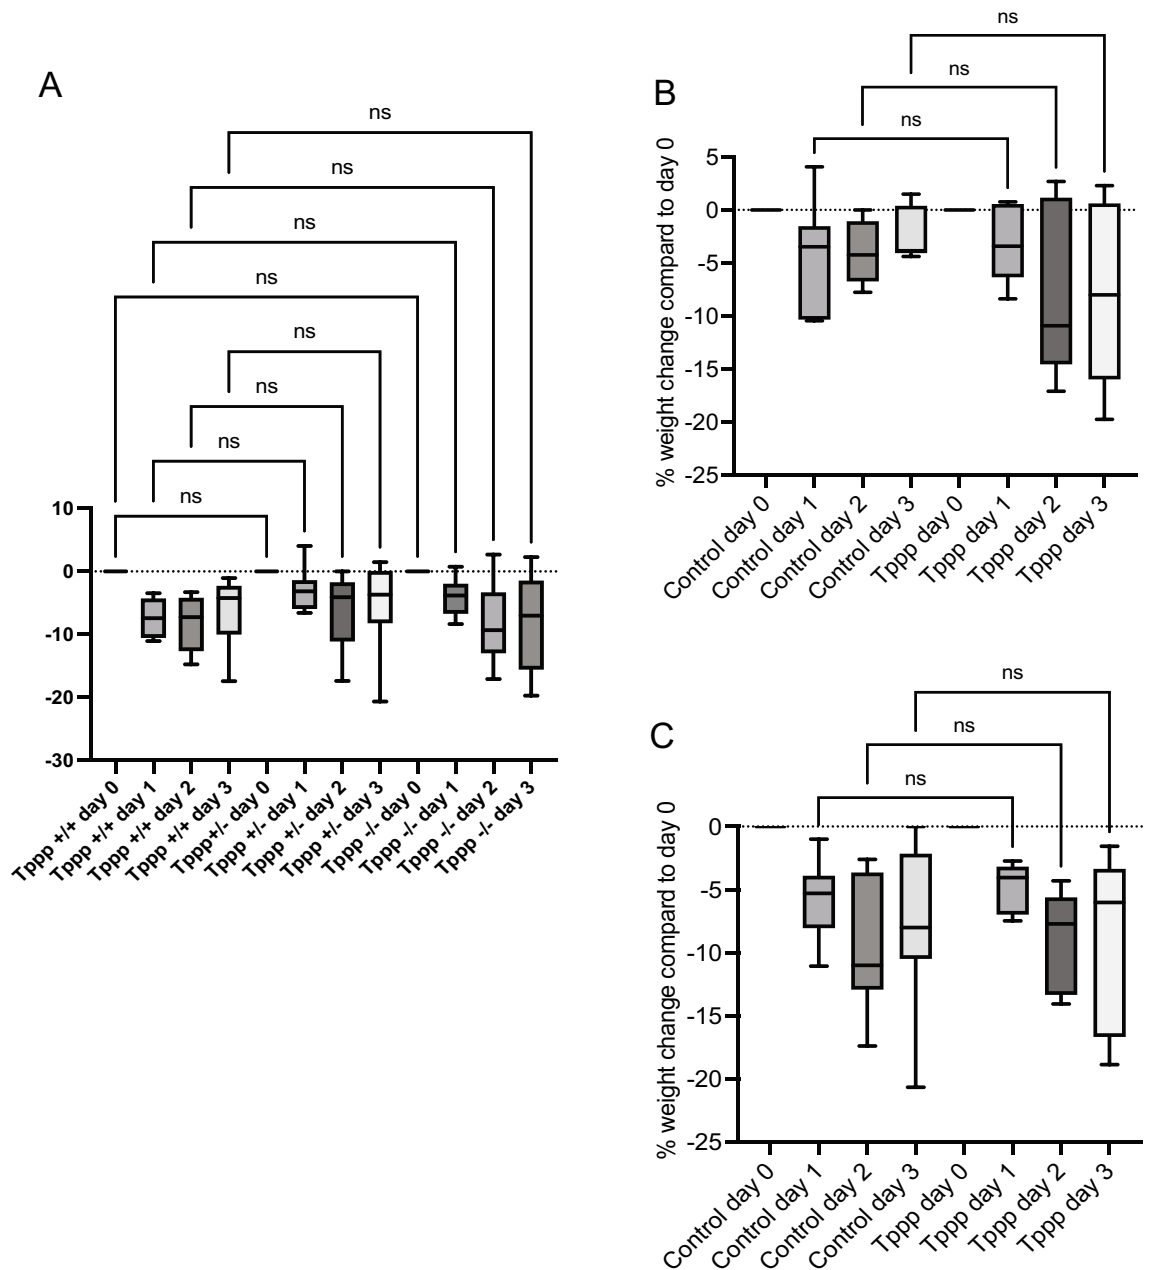 A
ns
ns
ns
ns
ns
ns
ns
ns
10
0
-10
-20
-30
Tppp +/+ day 0
Tppp +/+ day 1
Tppp +/+ day 2
Tppp +/+ day 3
Tppp+/- day 0
Tppp +/- day 1
Tppp +/- day 2
Tppp +/- day 3
Tppp -/- day 0
Tppp -/- day 1
Tppp -/- day 2
Tppp -/- day 3
B
ns
ns
ns
% weight change compard to day 0
5
0
-5
-10
-15
-20
-25
Control day 0
Control day 1
Control day 2
Control day 3
Tppp day 0
Tppp day 1
Tppp day 2
Tppp day 3
C
ns
ns
ns
% weight change compard to day 0
0
-5
-10
-15
-20
-25
Control day 0
Control day 1
Control day 2
Control day 3
Tppp day 0
Tppp day 1
Tppp day 2
Tppp day 3